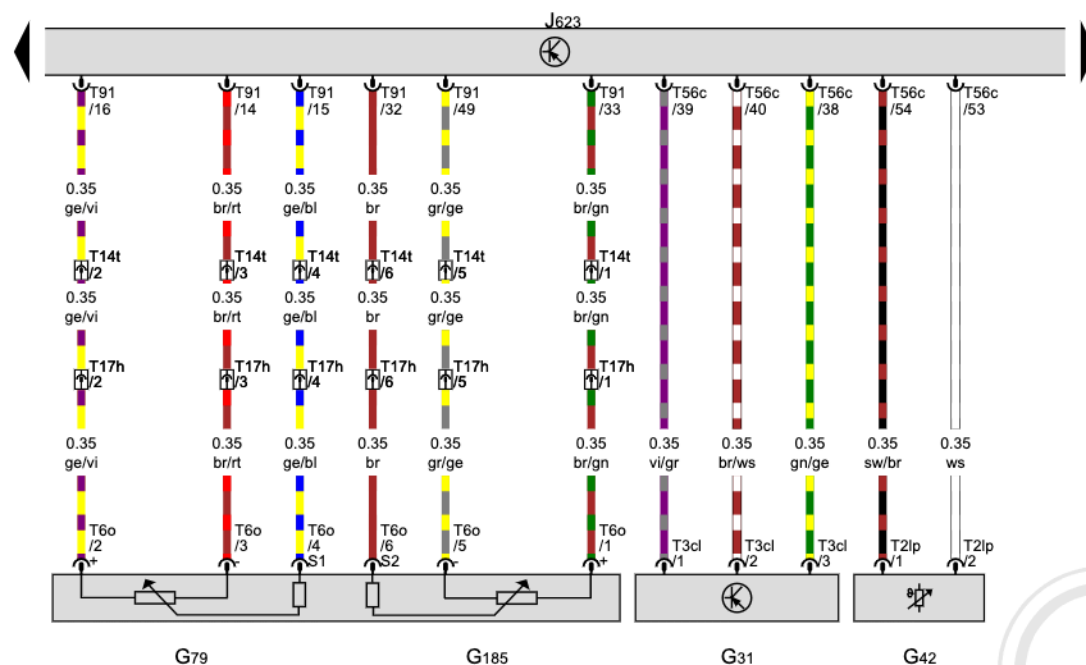 J623
T91 T91 T91 T91 T91 T91 T56c T56c T56c T56c T56c
/16 /14 /15 /32 /49 /33 /39 /40 /38 /54 /53
0.35 0.35 0.35 0.35 0.35 0.35
ge/vi br/rt ge/bl br gr/ge br/gn
T14t T14t T14t T14t T14t T14t
/2 /3 /4 /6 /5 /1
0.35 0.35 0.35 0.35 0.35 0.35
ge/vi br/rt ge/bl br gr/ge br/gn
T17h T17h T17h T17h T17h T17h
/2 /3 /4 /6 /5 /1
0.35 0.35 0.35 0.35 0.35 0.35 0.35 0.35 0.35 0.35 0.35
ge/vi br/rt ge/bl br gr/ge br/gn vi/gr br/ws gn/ge sw/br ws
T6o T6o T6o T6o T6o T6o T3cl T3cl T3cl T2lp T2lp
/2 /3 /4 /6 /5 /1 /1 /2 /3 /1 /2
+ - S1 S2 - +
ϑ
G79 G185 G31 G42